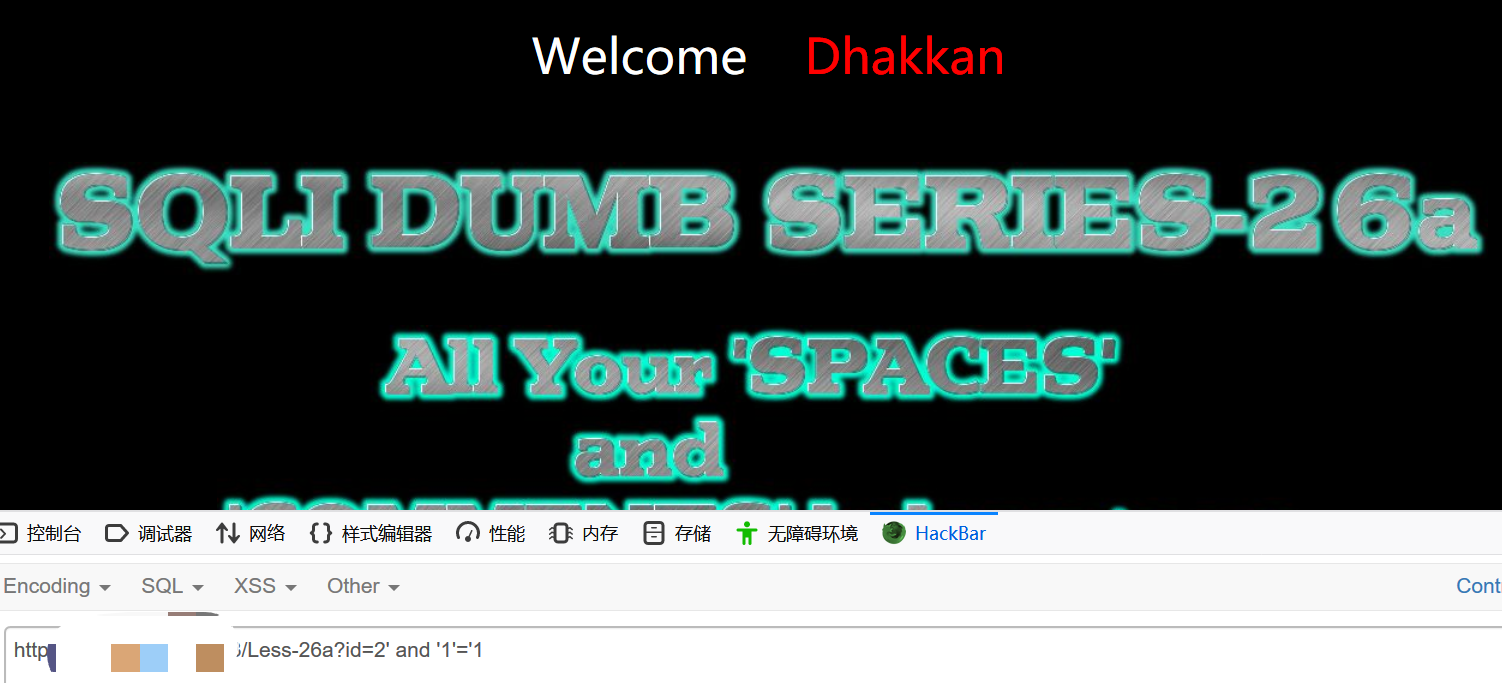 Welcome Dhakkan
SQLI DUMB SERIES-26a
All Your 'SPACES'
and
控制台 调试器 网络 样式编辑器 性能 内存 存储 无障碍环境 HackBar
Encoding SQL XSS Other Cont
http /Less-26a?id=2' and '1'='1